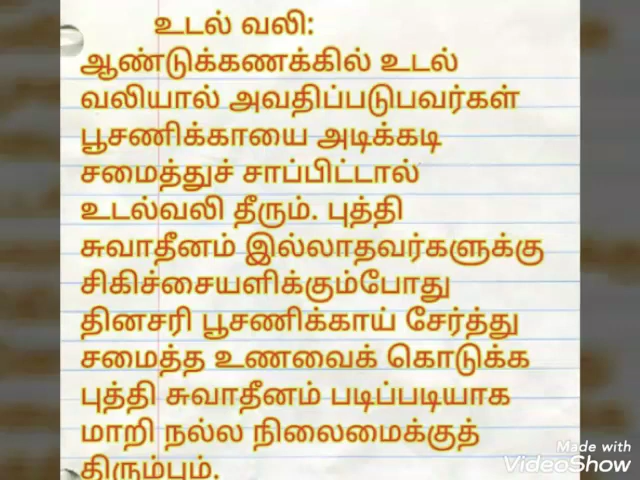 உடல் வலி:
ஆண்டுக்கணக்கில் உடல்
வலியால் அவதிப்படுபவர்கள்
பூசணிக்காயை அடிக்கடி
சமைத்துச் சாப்பிட்டால்
உடல்வலி தீரும். புத்தி
சுவாதீனம் இல்லாதவர்களுக்கு
சிகிச்சையளிக்கும்போது
தினசரி பூசணிக்காய் சேர்த்து
சமைத்த உணவைக் கொடுக்க
புத்தி சுவாதீனம் படிப்படியாக
மாறி நல்ல நிலைமைக்குத்
திரும்பும்.
Made with
VideoShow